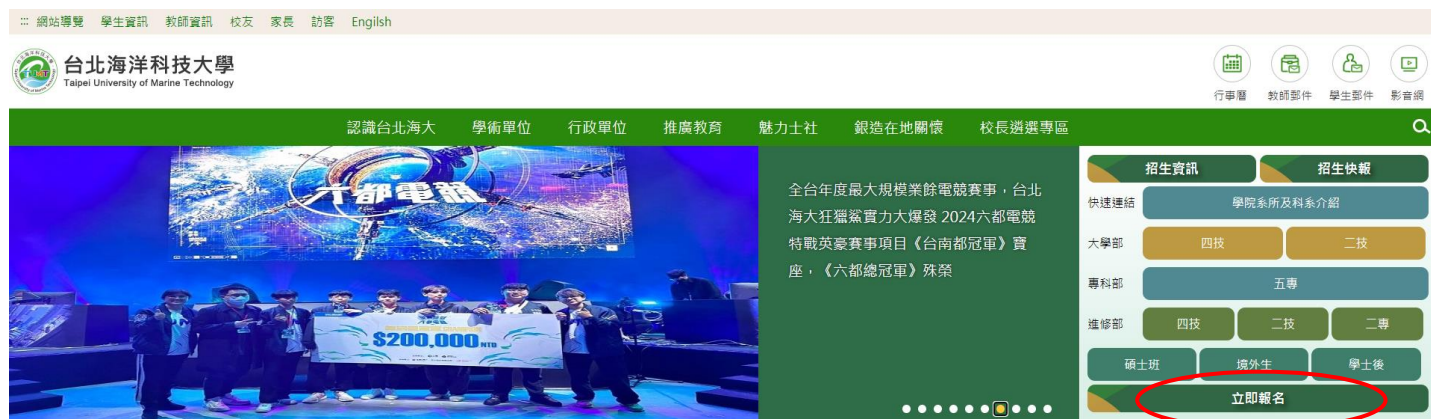 網站導覽 學生資訊 教師資訊 校友 家長 訪客 Engilsh
台北海洋科技大學
Taipei University of Marine Technology
行事曆 教師郵件 學生郵件 影音網
認識台北海大 學術單位 行政單位 推廣教育 魅力士社 銀造在地關懷 校長遴選專區
六都電競
$200,000 NTD
全台年度最大規模業餘電競賽事，台北
海大狂獵鯊實力大爆發 2024六都電競
特戰英豪賽事項目《台南都冠軍》寶
座，《六都總冠軍》殊榮
招生資訊 招生快報
快速連結 學院系所及科系介紹
大學部 四技 二技
專科部 五專
進修部 四技 二技 二專
碩士班 境外生 學士後
立即報名